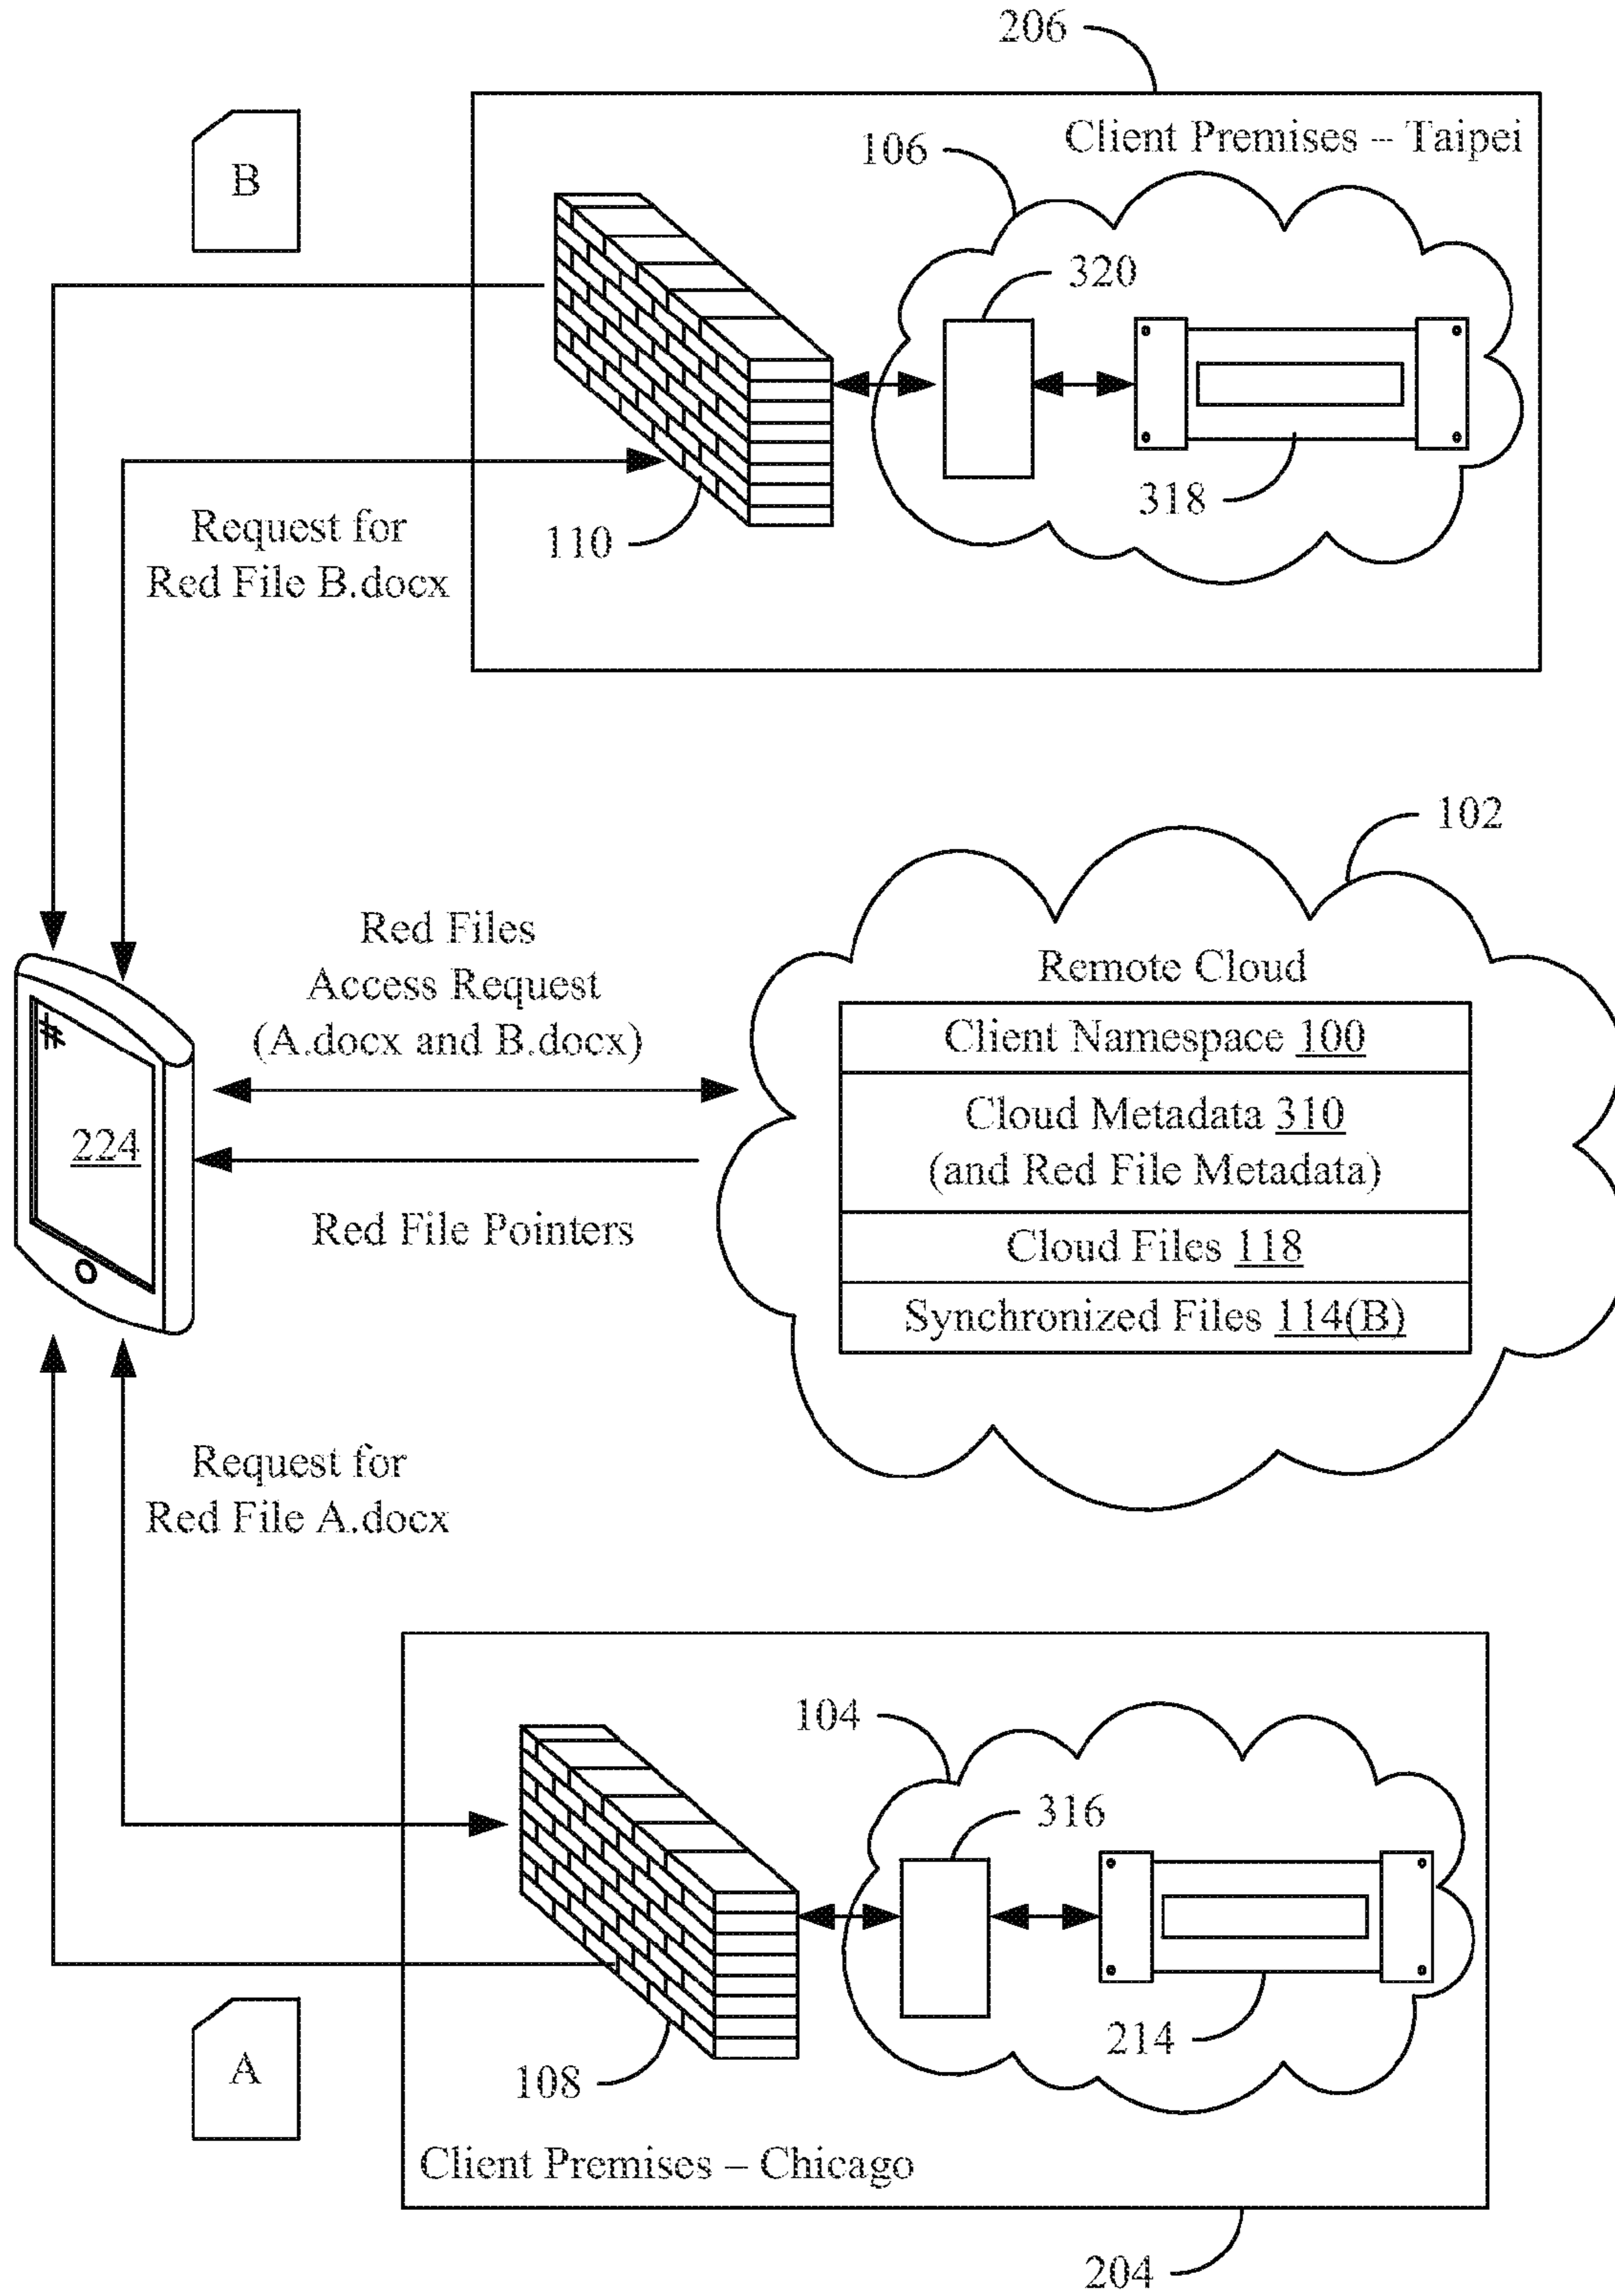 206
B
Client Premises -- Taipei
106
320
318
110
Request for
Red File B.docx
102
Red Files
Access Request
(A.docx and B.docx)
Remote Cloud
Client Namespace 100
Cloud Metadata 310
(and Red File Metadata)
Cloud Files 118
Synchronized Files 114(B)
224
Red File Pointers
Request for
Red File A.docx
104
316
214
108
A
Client Premises – Chicago
204